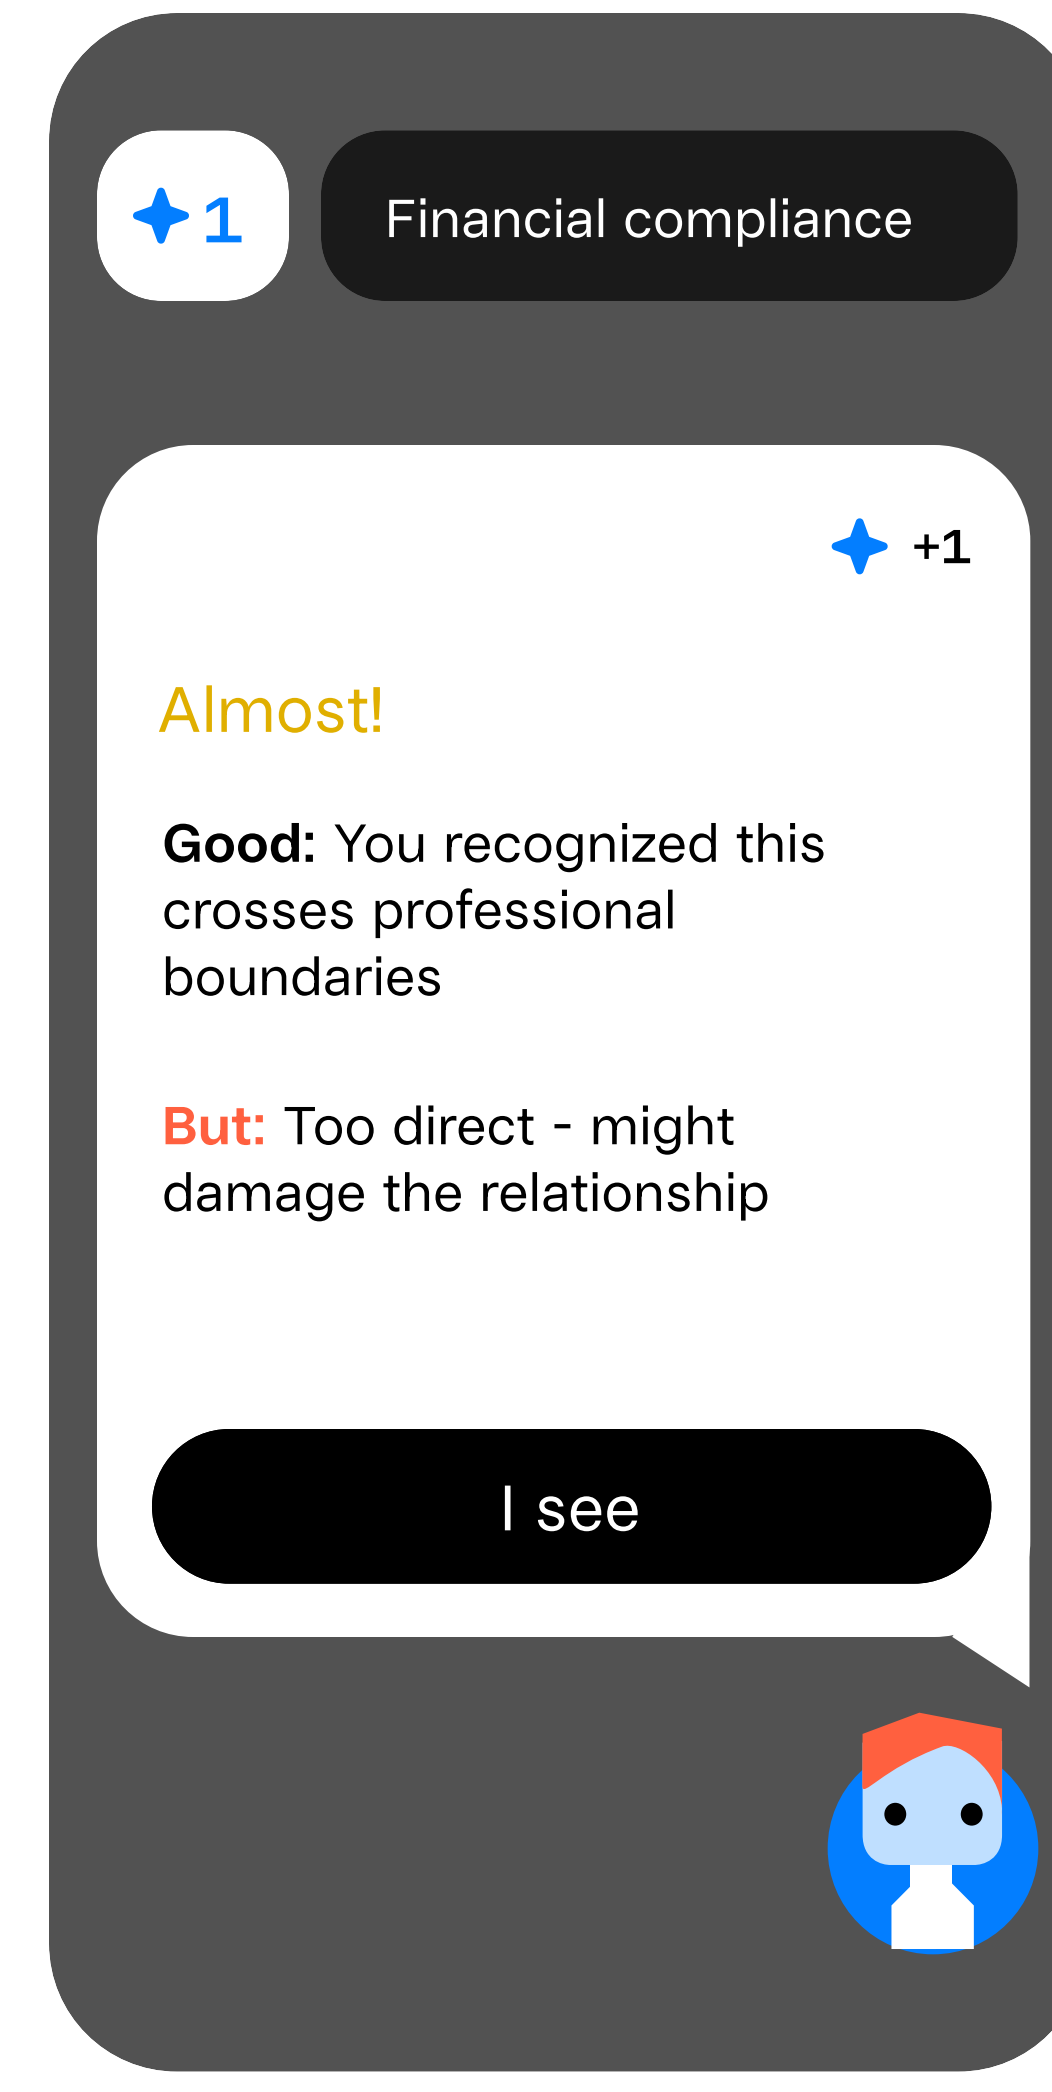 1
Financial compliance
+1
Almost!
Good: You recognized this
crosses professional
boundaries
But: Too direct - might
damage the relationship
I see